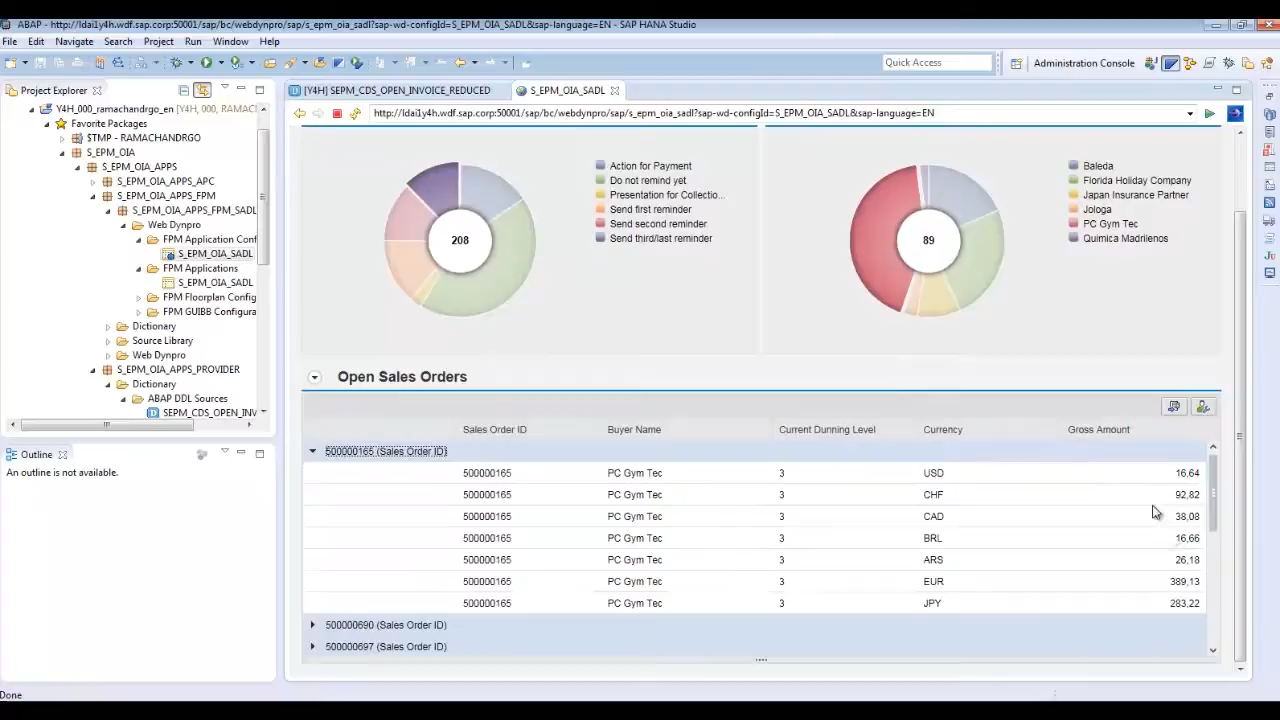 ABAP - http://ldai1y4h.wdf.sap.corp:50001/sap/bc/webdynpro/sap/s_epm_oia_sadl?sap-wd-configId=S_EPM_OIA_SADL&sap-language=EN - SAP HANA Studio
File Edit Navigate Search Project Run Window Help
Quick Access
Administration Console
Project Explorer
Y4H_000_ramachandrgo_en [Y4H, 000, RAMAC
Favorite Packages
$TMP - RAMACHANDRGO
S_EPM_OIA
S_EPM_OIA_APPS
S_EPM_OIA_APPS_APC
S_EPM_OIA_APPS_FPM
S_EPM_OIA_APPS_FPM_SADL
Web Dynpro
FPM Application Conf
S_EPM_OIA_SADL
FPM Applications
S_EPM_OIA_SADL
FPM Floorplan Config
FPM GUIBB Configura
Dictionary
Source Library
Web Dynpro
S_EPM_OIA_APPS_PROVIDER
Dictionary
ABAP DDL Sources
SEPM_CDS_OPEN_INV
Outline
An outline is not available.
[Y4H] SEPM_CDS_OPEN_INVOICE_REDUCED
S_EPM_OIA_SADL
http://ldai1y4h.wdf.sap.corp:50001/sap/bc/webdynpro/sap/s_epm_oia_sadl?sap-wd-configId=S_EPM_OIA_SADL&sap-language=EN
208
Action for Payment
Do not remind yet
Presentation for Collectio...
Send first reminder
Send second reminder
Send third/last reminder
89
Baleda
Florida Holiday Company
Japan Insurance Partner
Jologa
PC Gym Tec
Quimica Madrilenos
Open Sales Orders
Sales Order ID Buyer Name Current Dunning Level Currency Gross Amount
500000165 (Sales Order ID)
500000165 PC Gym Tec 3 USD 16,64
500000165 PC Gym Tec 3 CHF 92,82
500000165 PC Gym Tec 3 CAD 38,08
500000165 PC Gym Tec 3 BRL 16,66
500000165 PC Gym Tec 3 ARS 26,18
500000165 PC Gym Tec 3 EUR 389,13
500000165 PC Gym Tec 3 JPY 283,22
500000690 (Sales Order ID)
500000697 (Sales Order ID)
Done